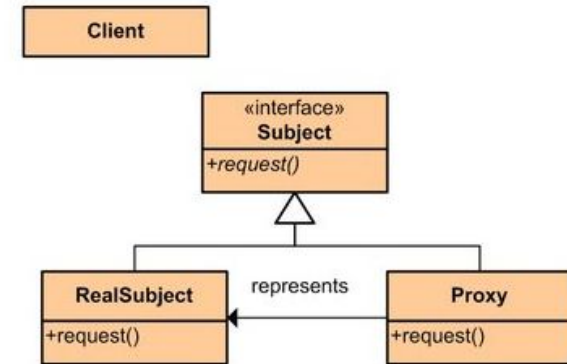 Client
«interface»
Subject
+request()
RealSubject
+request()
represents
Proxy
+request()